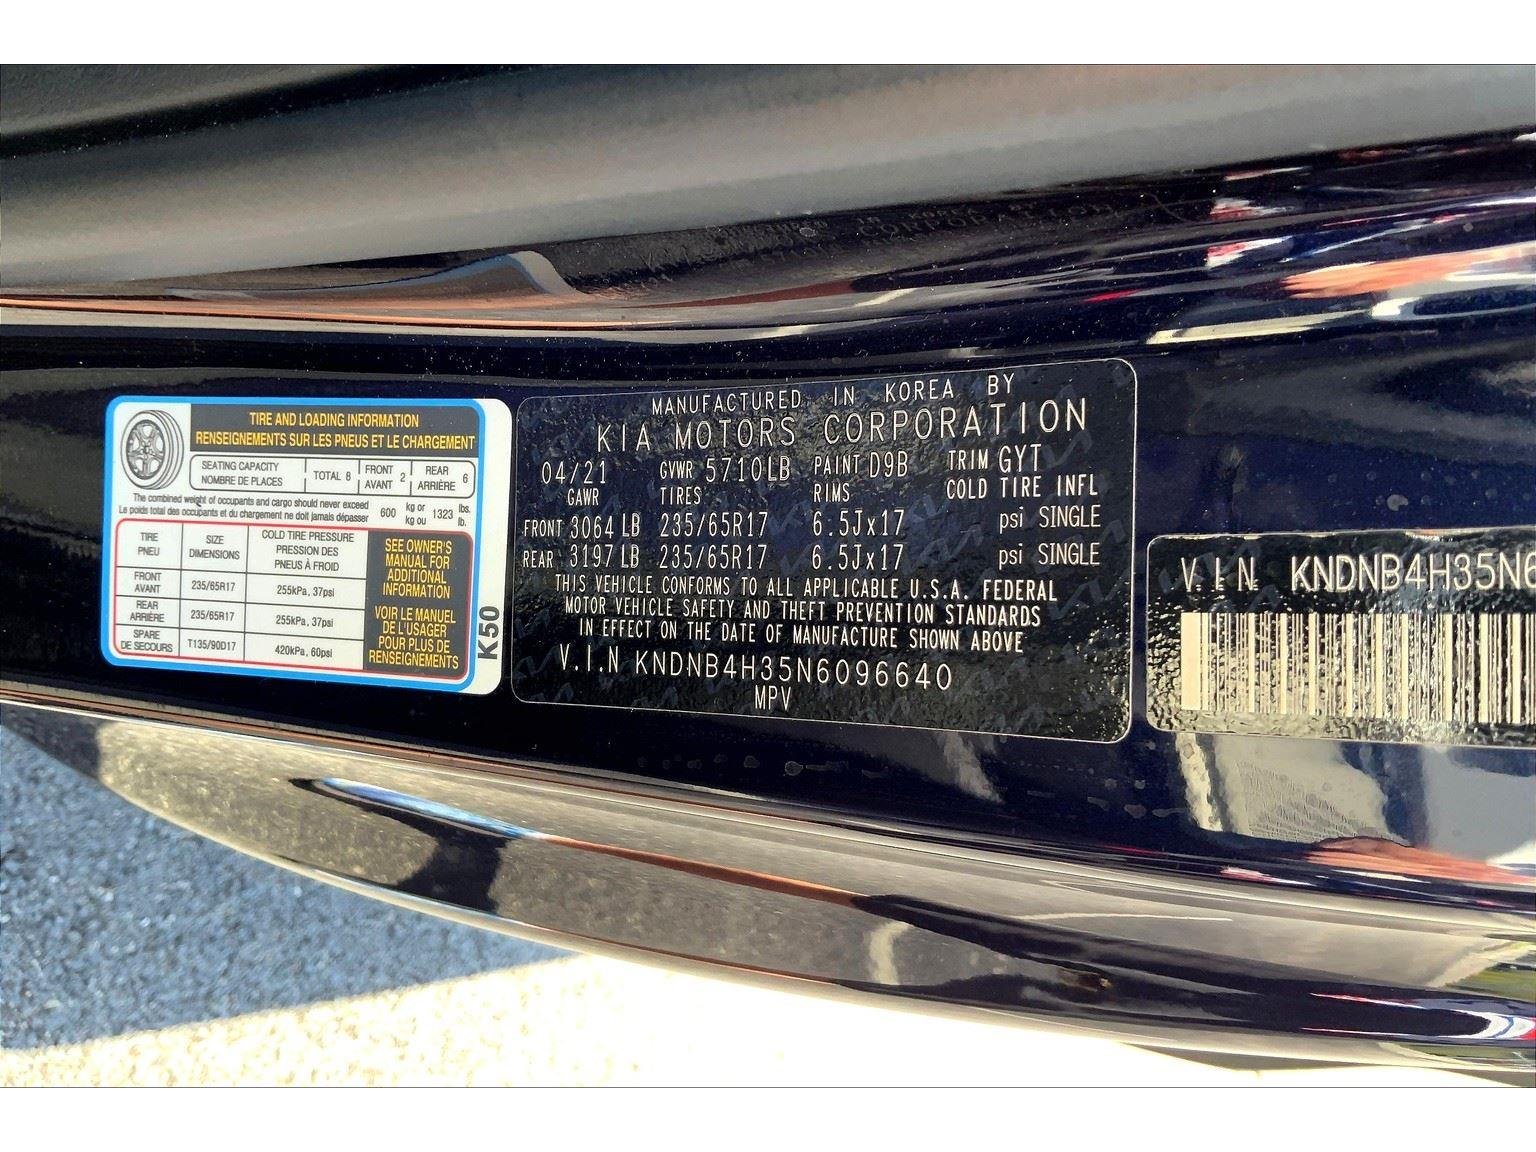 TIRE AND LOADING INFORMATION
RENSEIGNEMENTS SUR LES PNEUS ET LE CHARGEMENT
SEATING CAPACITY
NOMBRE DE PLACES
TOTAL 8
FRONT
AVANT 2
REAR
ARRIÈRE 6
The combined weight of occupants and cargo should never exceed
Le poids total des occupants et du chargement ne doit jamais dépasser
600 kg or 1323 lbs.
kg ou lb.
TIRE SIZE COLD TIRE PRESSURE
PNEU DIMENSIONS PRESSION DES
PNEUS À FROID
FRONT
AVANT 235/65R17 255kPa, 37psi
REAR
ARRIÈRE 235/65R17 255kPa, 37psi
SPARE
DE SECOURS T135/90D17 420kPa, 60psi
SEE OWNER'S
MANUAL FOR
ADDITIONAL
INFORMATION
VOIR LE MANUEL
DE L'USAGER
POUR PLUS DE
RENSEIGNEMENTS
K50
MANUFACTURED IN KOREA BY
KIA MOTORS CORPORATION
04/21 GVWR 5710LB PAINT D9B TRIM GYT
GAWR TIRES RIMS COLD TIRE INFL
FRONT 3064 LB 235/65R17 6.5Jx17 psi SINGLE
REAR 3197 LB 235/65R17 6.5Jx17 psi SINGLE
THIS VEHICLE CONFORMS TO ALL APPLICABLE U.S.A. FEDERAL
MOTOR VEHICLE SAFETY AND THEFT PREVENTION STANDARDS
IN EFFECT ON THE DATE OF MANUFACTURE SHOWN ABOVE
V.I.N KNDNB4H35N6096640
MPV
V.I.N KNDNB4H35N6